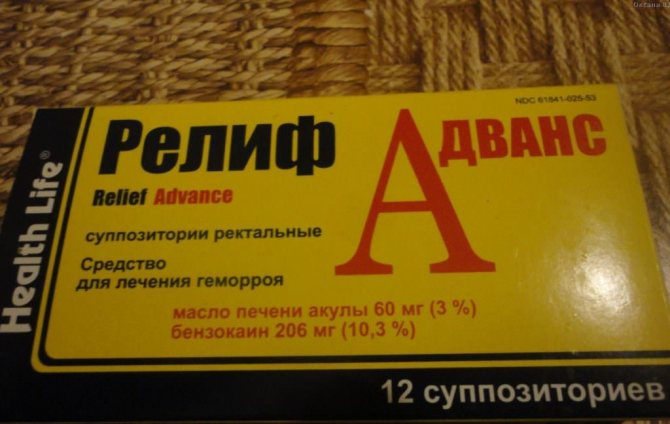 Оксана
NDC 61841-025-53
Релиф АДВАНС
Relief Advance
суппозитории ректальные
Средство
для лечения геморроя
масло печени акулы 60 мг (3 %)
бензокаин 206 мг (10,3 %)
12 суппозиториев
Health Life®